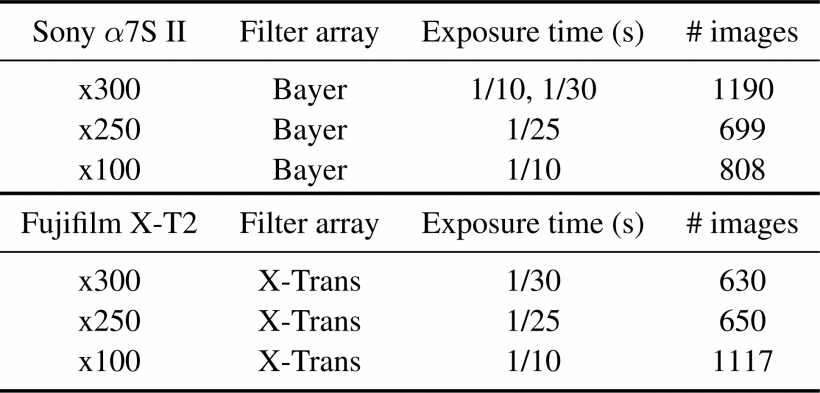 Sony α7S II Filter array Exposure time (s) # images
x300 Bayer 1/10, 1/30 1190
x250 Bayer 1/25 699
x100 Bayer 1/10 808
Fujifilm X-T2 Filter array Exposure time (s) # images
x300 X-Trans 1/30 630
x250 X-Trans 1/25 650
x100 X-Trans 1/10 1117